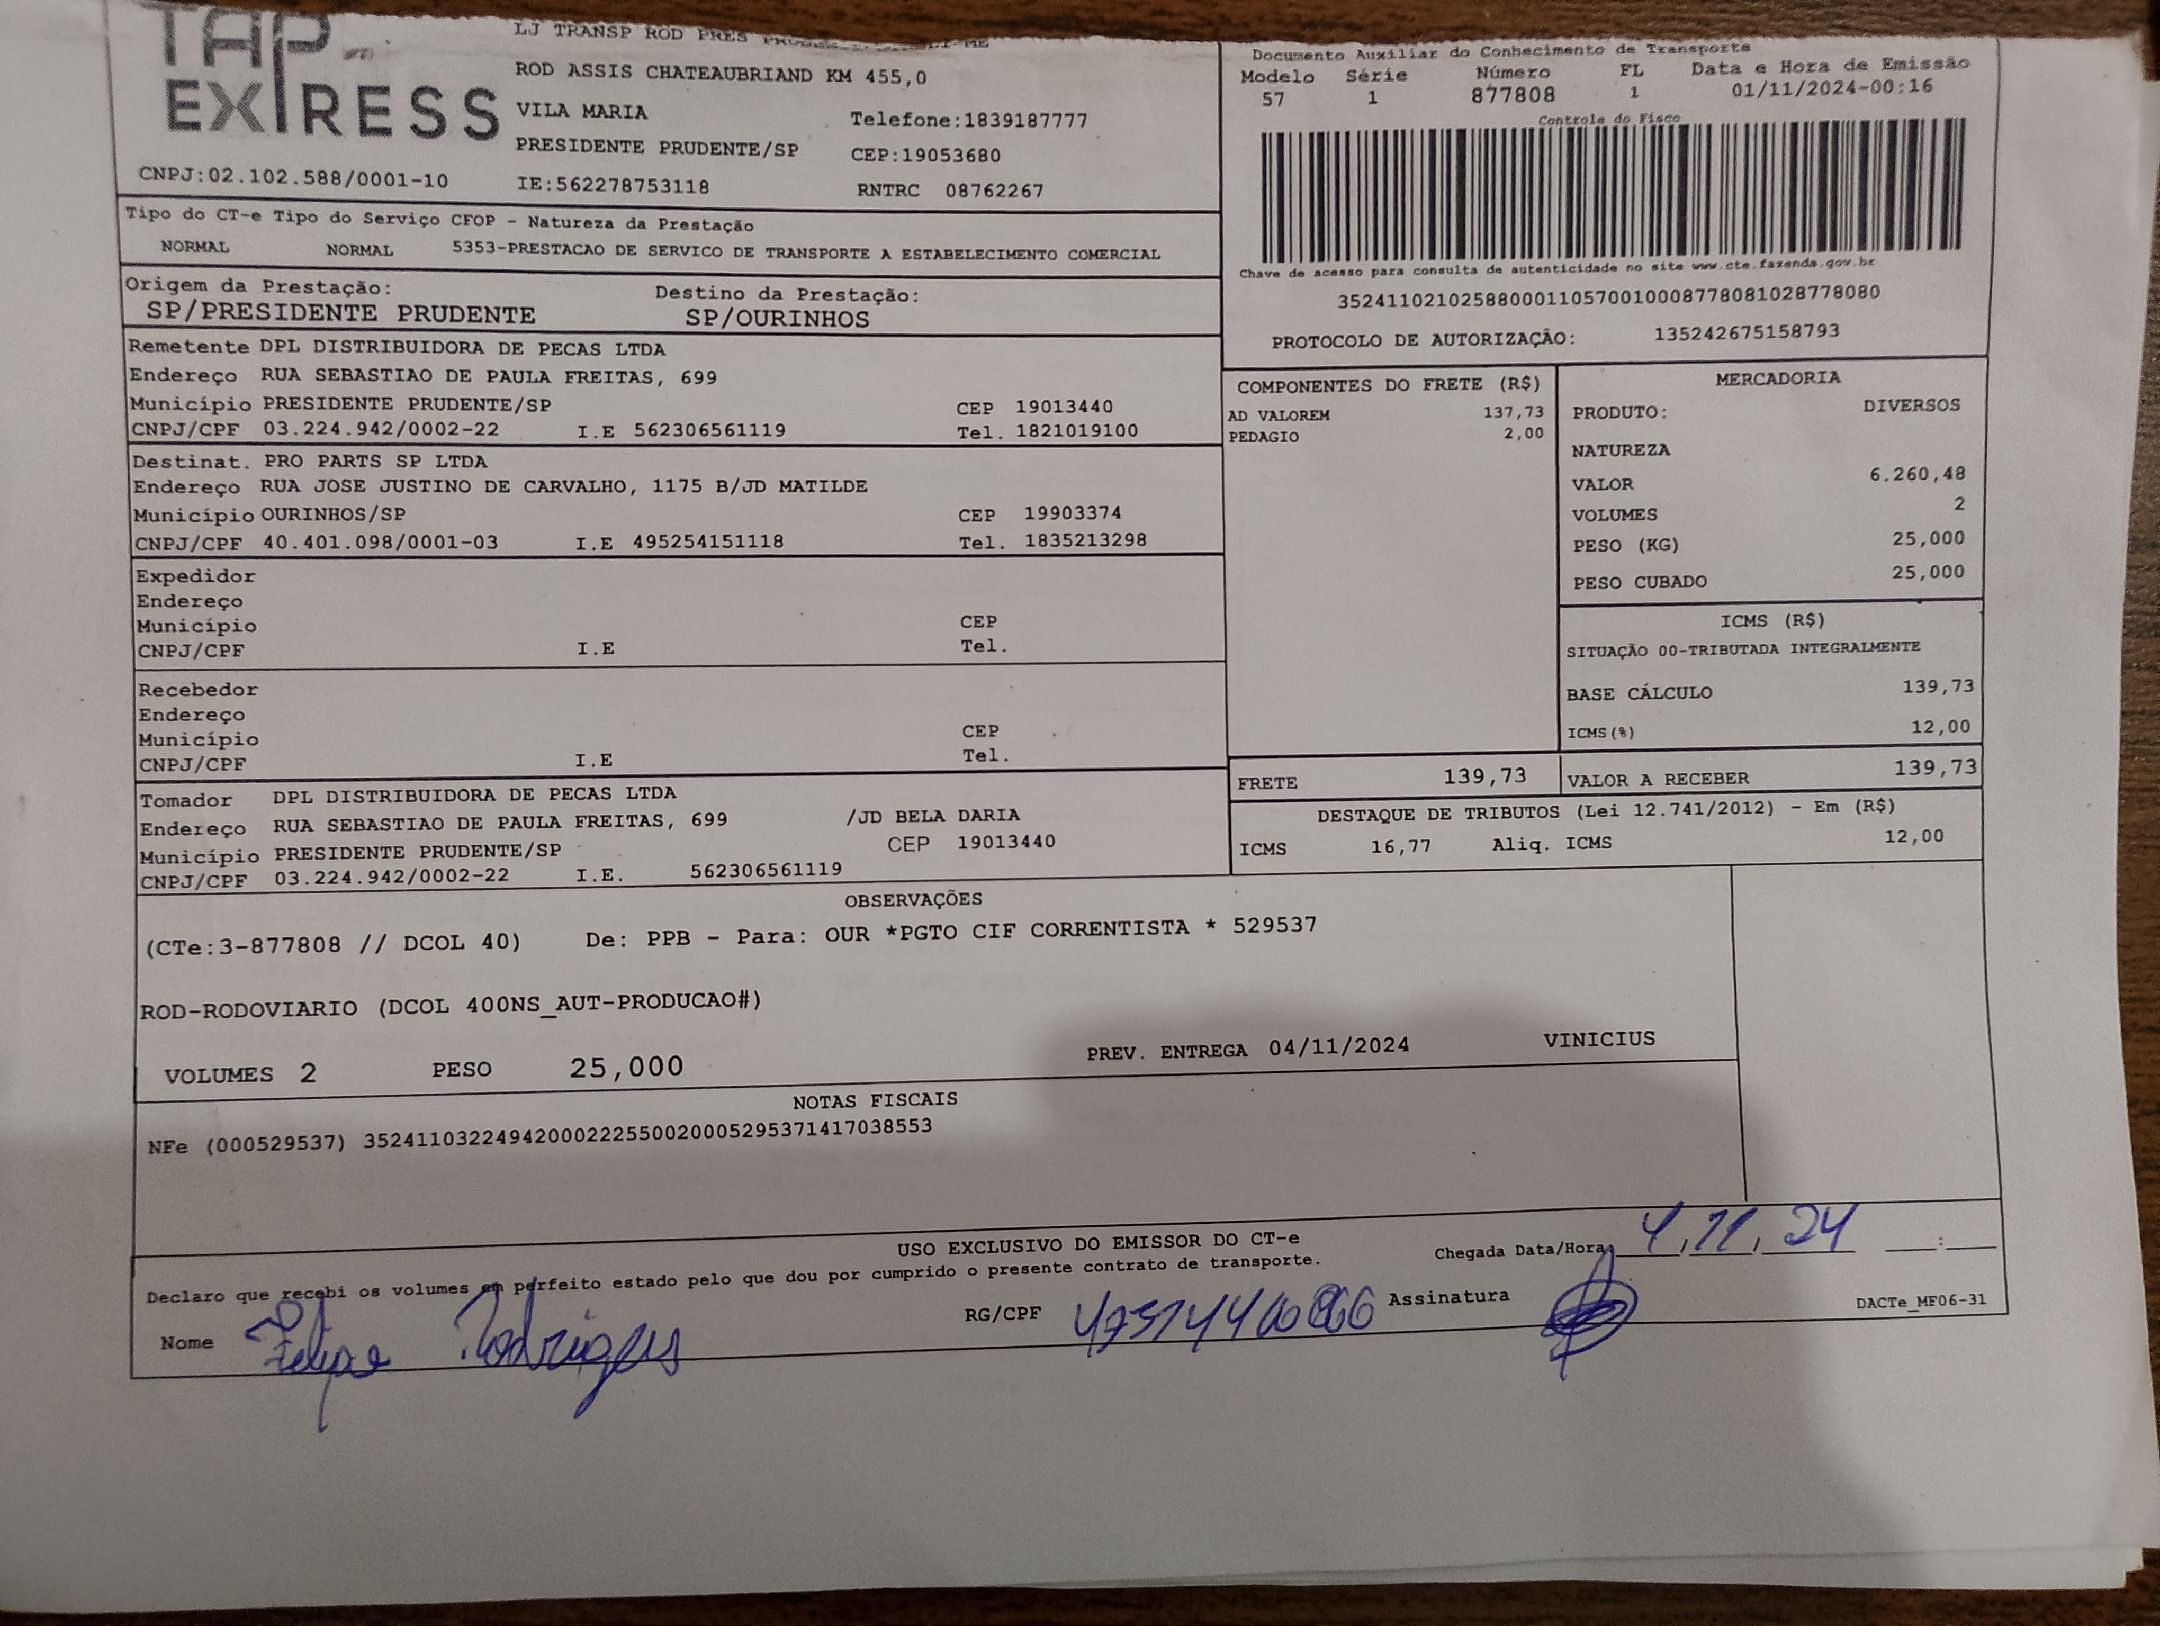 TAP
EXPRESS
CNPJ:02.102.588/0001-10
LJ TRANSP ROD PRES
ROD ASSIS CHATEAUBRIAND KM 455,0
VILA MARIA Telefone:1839187777
PRESIDENTE PRUDENTE/SP CEP:19053680
IE:562278753118 RNTRC 08762267
Documento Auxiliar do Conhecimento de Transporte
Modelo Série Número FL Data e Hora de Emissão
57 1 877808 1 01/11/2024-00:16
Controle do Fisco
Chave de acesso para consulta de autenticidade no site www.cte.fazenda.gov.br
35241102102588000110570010008778081028778080
PROTOCOLO DE AUTORIZAÇÃO: 135242675158793
Tipo do CT-e Tipo do Serviço CFOP - Natureza da Prestação
NORMAL NORMAL 5353-PRESTACAO DE SERVICO DE TRANSPORTE A ESTABELECIMENTO COMERCIAL
Origem da Prestação: Destino da Prestação:
SP/PRESIDENTE PRUDENTE SP/OURINHOS
Remetente DPL DISTRIBUIDORA DE PECAS LTDA
Endereço RUA SEBASTIAO DE PAULA FREITAS, 699
Município PRESIDENTE PRUDENTE/SP CEP 19013440
CNPJ/CPF 03.224.942/0002-22 I.E 562306561119 Tel. 1821019100
Destinat. PRO PARTS SP LTDA
Endereço RUA JOSE JUSTINO DE CARVALHO, 1175 B/JD MATILDE
Município OURINHOS/SP CEP 19903374
CNPJ/CPF 40.401.098/0001-03 I.E 495254151118 Tel. 1835213298
Expedidor
Endereço
Município CEP
CNPJ/CPF I.E Tel.
Recebedor
Endereço
Município CEP
CNPJ/CPF I.E Tel.
Tomador DPL DISTRIBUIDORA DE PECAS LTDA
Endereço RUA SEBASTIAO DE PAULA FREITAS, 699 /JD BELA DARIA
Município PRESIDENTE PRUDENTE/SP CEP 19013440
CNPJ/CPF 03.224.942/0002-22 I.E. 562306561119
COMPONENTES DO FRETE (R$)
AD VALOREM 137,73
PEDAGIO 2,00
MERCADORIA
PRODUTO: DIVERSOS
NATUREZA
VALOR 6.260,48
VOLUMES 2
PESO (KG) 25,000
PESO CUBADO 25,000
ICMS (R$)
SITUAÇÃO 00-TRIBUTADA INTEGRALMENTE
BASE CÁLCULO 139,73
ICMS(%) 12,00
FRETE 139,73 VALOR A RECEBER 139,73
DESTAQUE DE TRIBUTOS (Lei 12.741/2012) - Em (R$)
ICMS 16,77 Aliq. ICMS 12,00
OBSERVAÇÕES
(CTe:3-877808 // DCOL 40) De: PPB - Para: OUR *PGTO CIF CORRENTISTA * 529537
ROD-RODOVIARIO (DCOL 400NS_AUT-PRODUCAO#)
VOLUMES 2 PESO 25,000 PREV. ENTREGA 04/11/2024 VINICIUS
NOTAS FISCAIS
NFe (000529537) 35241103224942000222550020005295371417038553
USO EXCLUSIVO DO EMISSOR DO CT-e
Chegada Data/Hora: 4,11,24 :
Declaro que recebi os volumes em perfeito estado pelo que dou por cumprido o presente contrato de transporte.
Nome Felipe Rodrigues RG/CPF Assinatura
DACTe_MF06-31